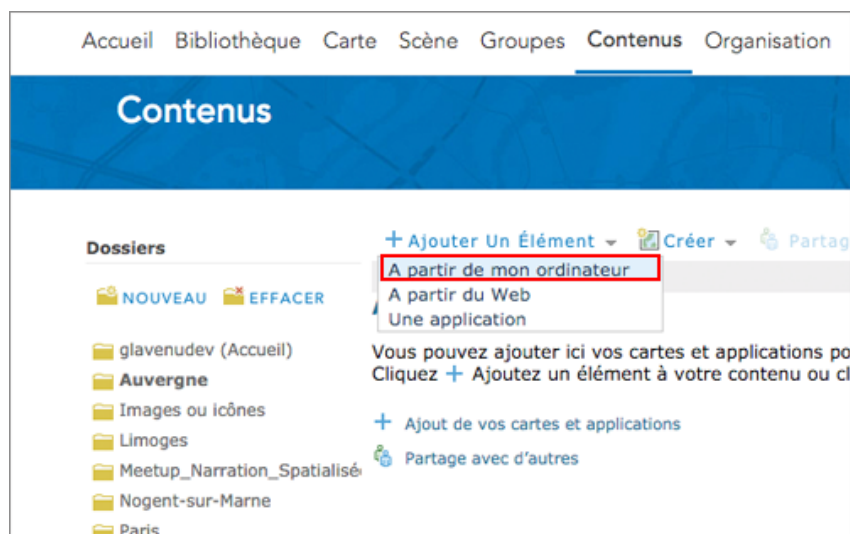 Accueil Bibliothèque Carte Scène Groupes Contenus Organisation
Contenus
Dossiers
NOUVEAU EFFACER
glavenudev (Accueil)
Auvergne
Images ou icônes
Limoges
Meetup_Narration_Spatialisé
Nogent-sur-Marne
Paris
+ Ajouter Un Élément Créer Partag
A partir de mon ordinateur
A partir du Web
Une application
Vous pouvez ajouter ici vos cartes et applications po
Cliquez + Ajoutez un élément à votre contenu ou cl
+ Ajout de vos cartes et applications
Partage avec d'autres